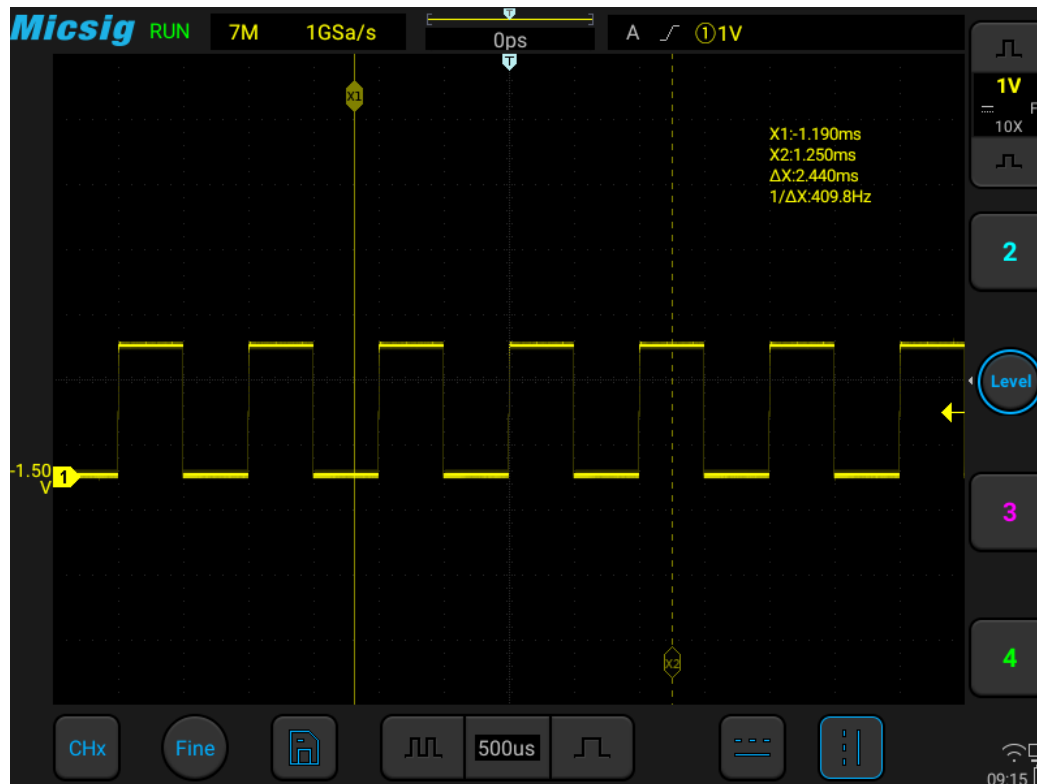 Micsig RUN 7M 1GSa/s 0ps A ①1V
T
T
X1
1V
F
10X
X1:-1.190ms
X2:1.250ms
ΔX:2.440ms
1/ΔX:409.8Hz
2
Level
-1.50
V
1
3
X2
4
CHx Fine 500us
09:15